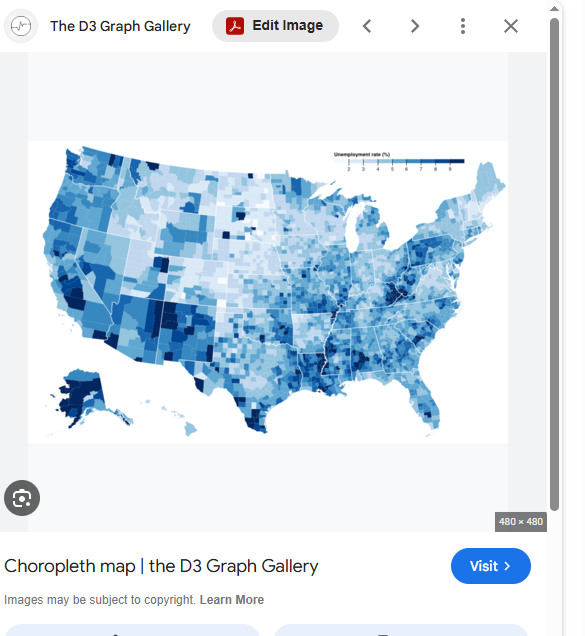 The D3 Graph Gallery
Edit Image
Unemployment rate (%)
2 3 4 5 6 7 8 9
480 × 480
Choropleth map | the D3 Graph Gallery
Visit
Images may be subject to copyright. Learn More